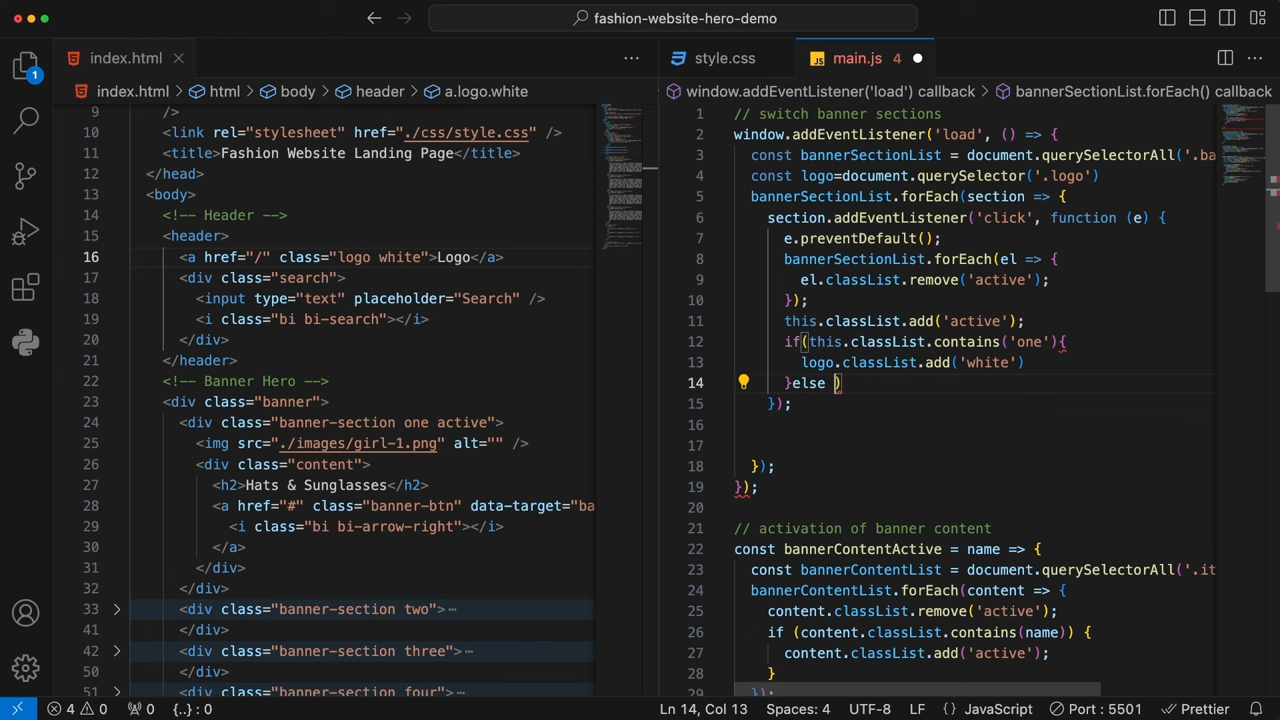 fashion-website-hero-demo
1
index.html
index.html > html > body > header > a.logo.white
9 />
10 <link rel="stylesheet" href="./css/style.css" />
11 <title>Fashion Website Landing Page</title>
12 </head>
13 <body>
14 <!-- Header -->
15 <header>
16 <a href="/" class="logo white">Logo</a>
17 <div class="search">
18 <input type="text" placeholder="Search" />
19 <i class="bi bi-search"></i>
20 </div>
21 </header>
22 <!-- Banner Hero -->
23 <div class="banner">
24 <div class="banner-section one active">
25 <img src="./images/girl-1.png" alt="" />
26 <div class="content">
27 <h2>Hats & Sunglasses</h2>
28 <a href="#" class="banner-btn" data-target="ba
29 <i class="bi bi-arrow-right"></i>
30 </a>
31 </div>
32 </div>
33 > <div class="banner-section two">⋯
41 </div>
42 > <div class="banner-section three">⋯
50 </div>
51 > <div class="banner-section four">⋯
style.css
JS main.js 4
window.addEventListener('load') callback > bannerSectionList.forEach() callback
1 // switch banner sections
2 window.addEventListener('load', () => {
3 const bannerSectionList = document.querySelectorAll('.ba
4 const logo=document.querySelector('.logo')
5 bannerSectionList.forEach(section => {
6 section.addEventListener('click', function (e) {
7 e.preventDefault();
8 bannerSectionList.forEach(el => {
9 el.classList.remove('active');
10 });
11 this.classList.add('active');
12 if(this.classList.contains('one'){
13 logo.classList.add('white')
14 }else )
15 });
16
17
18 });
19 });
20
21 // activation of banner content
22 const bannerContentActive = name => {
23 const bannerContentList = document.querySelectorAll('.it
24 bannerContentList.forEach(content => {
25 content.classList.remove('active');
26 if (content.classList.contains(name)) {
27 content.classList.add('active');
28 }
29 });
4 0 0 {..} : 0 Ln 14, Col 13 Spaces: 4 UTF-8 LF {} JavaScript Port : 5501 Prettier